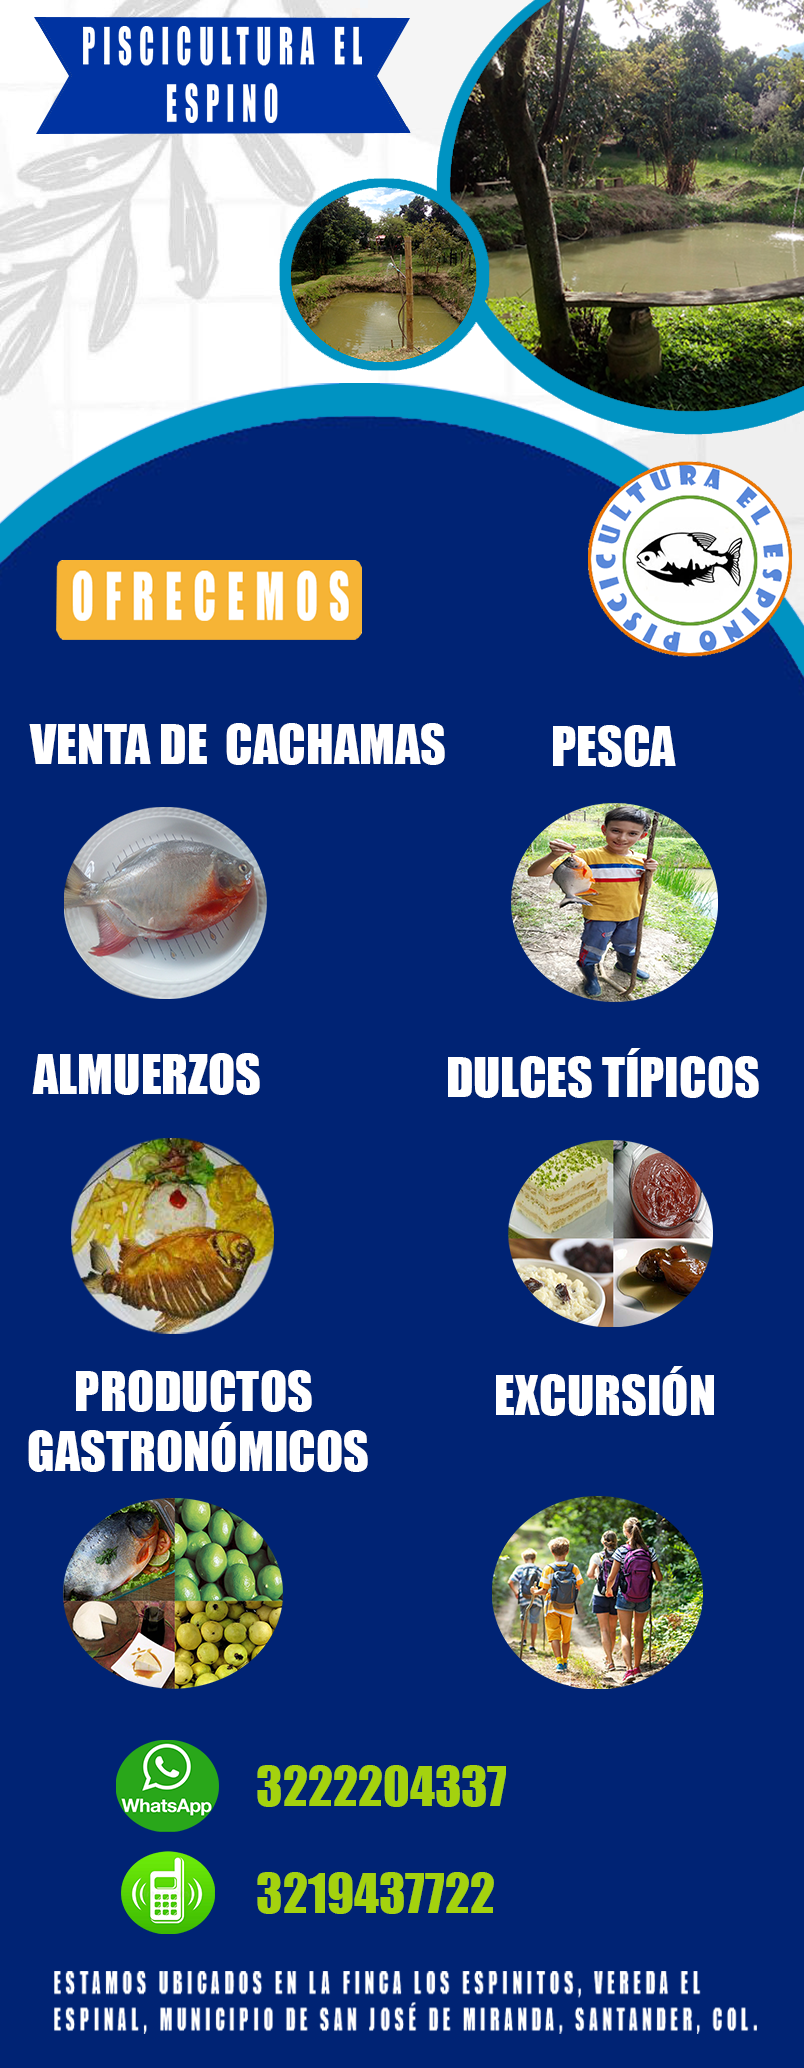 PISCICULTURA EL
ESPINO
PISCICULTURA EL ESPINO
OFRECEMOS
VENTA DE CACHAMAS
PESCA
ALMUERZOS
DULCES TÍPICOS
PRODUCTOS
GASTRONÓMICOS
EXCURSIÓN
WhatsApp
3222204337
3219437722
ESTAMOS UBICADOS EN LA FINCA LOS ESPINITOS, VEREDA EL
ESPINAL, MUNICIPIO DE SAN JOSÉ DE MIRANDA, SANTANDER, COL.